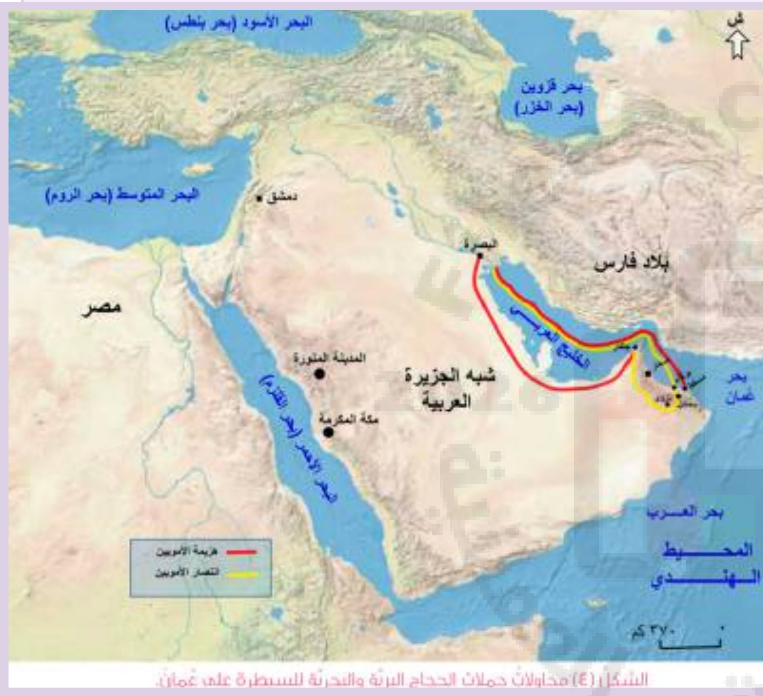 ش
البحر الأسود (بحر بنطس)
بحر قزوين
(بحر الخزر)
البحر المتوسط (بحر الروم)
دمشق
البصرة
بلاد فارس
مصر
الخليج العربي
المدينة المنورة
شبه الجزيرة
العربية
مكة المكرمة
البحر الأحمر (بحر القلزم)
بحر
عُمان
بحر العرب
المحيط
الهندي
هزيمة الأمويين
انتصار الأمويين
٣٧٠ كم
الشكل (٤) محاولات حملات الحجاج البريّة والبحريّة للسيطرة على عُمان.